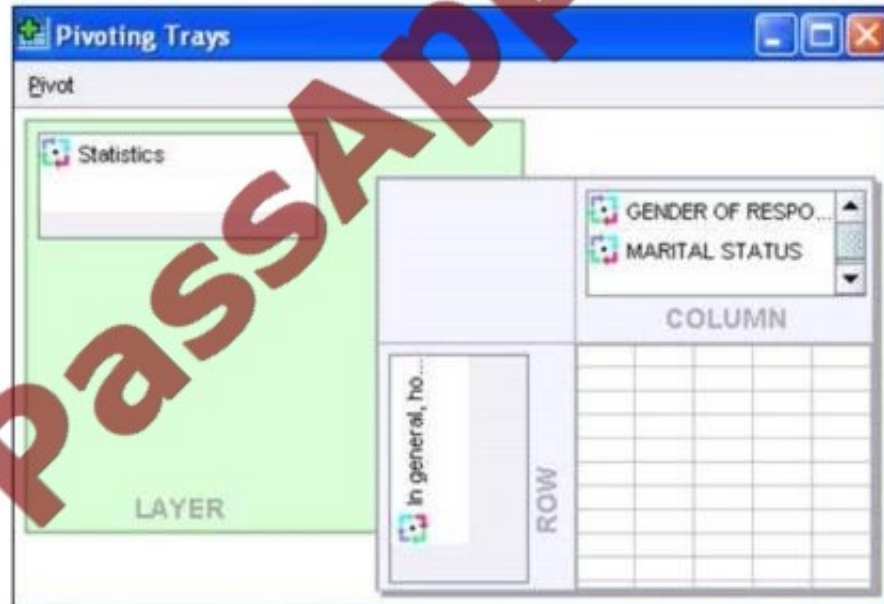 Pivoting Trays
Pivot
Statistics
GENDER OF RESPO...
MARITAL STATUS
COLUMN
In general, ho...
ROW
LAYER
PassApp